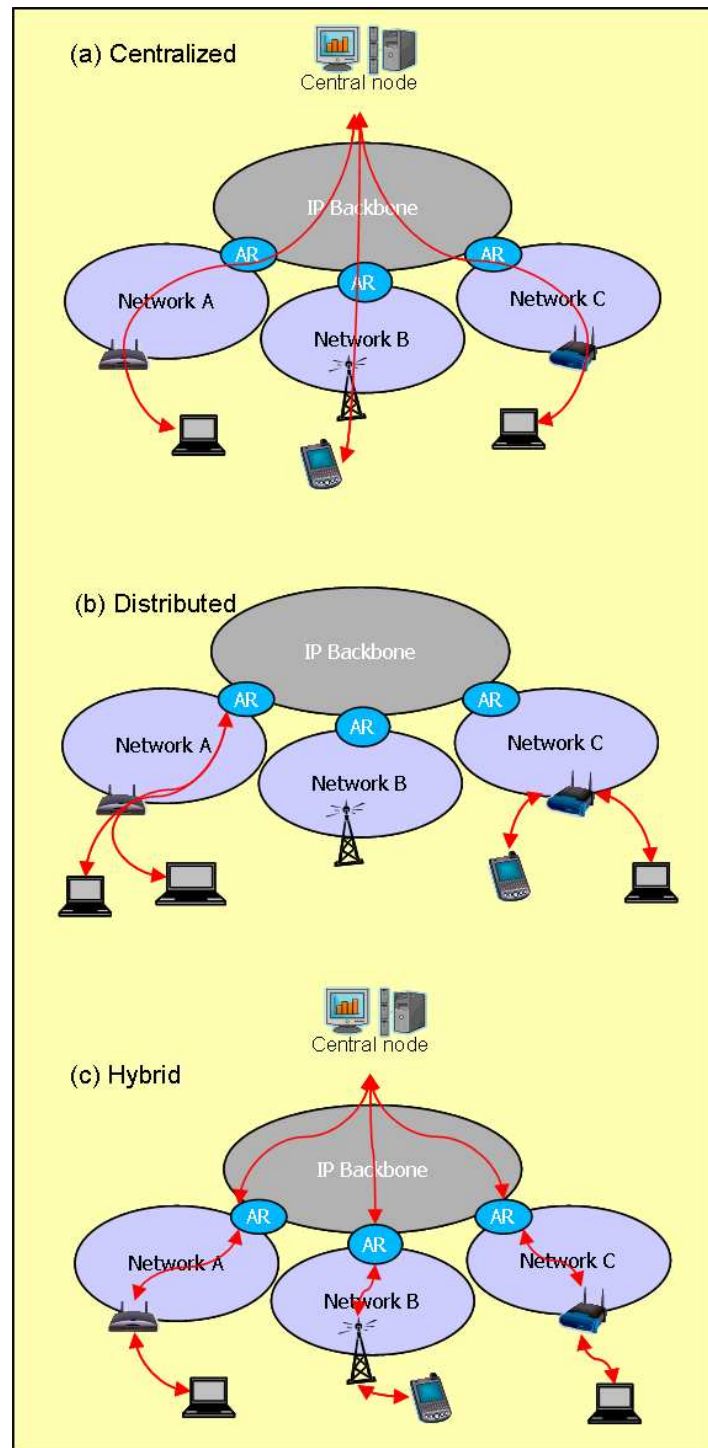 (a) Centralized
Central node
IP Backbone
AR
AR
AR
Network A
Network B
Network C
(b) Distributed
IP Backbone
AR
AR
AR
Network A
Network B
Network C
Central node
(c) Hybrid
IP Backbone
AR
AR
AR
Network A
Network B
Network C